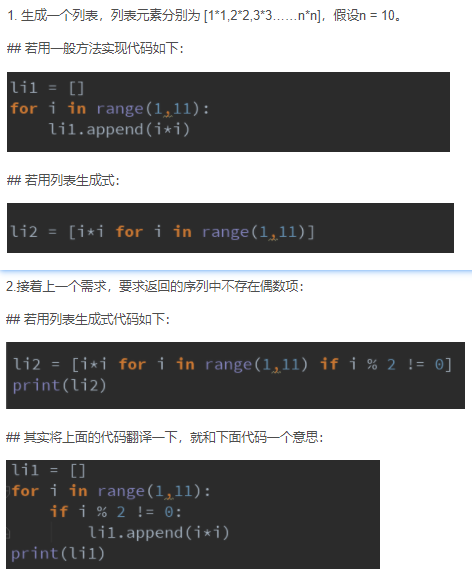 1. 生成一个列表，列表元素分别为 [1*1,2*2,3*3……n*n]，假设n = 10。
## 若用一般方法实现代码如下：
li1 = []
for i in range(1,11):
    li1.append(i*i)
## 若用列表生成式：
li2 = [i*i for i in range(1,11)]
2.接着上一个需求，要求返回的序列中不存在偶数项：
## 若用列表生成式代码如下：
li2 = [i*i for i in range(1,11) if i % 2 != 0]
print(li2)
## 其实将上面的代码翻译一下，就和下面代码一个意思：
li1 = []
for i in range(1,11):
    if i % 2 != 0:
        li1.append(i*i)
print(li1)